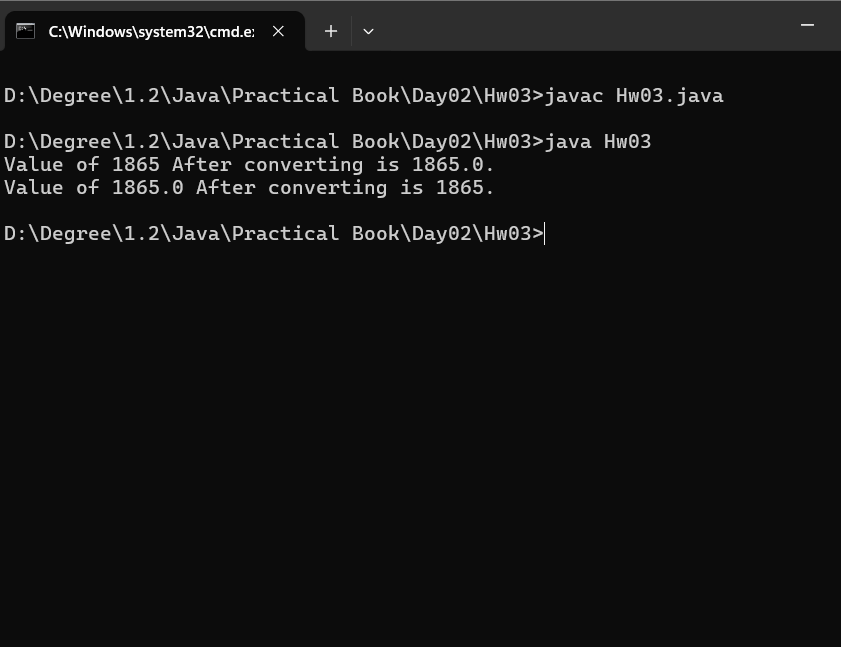 C:\Windows\system32\cmd.e
D:\Degree\1.2\Java\Practical Book\Day02\Hw03>javac Hw03.java
D:\Degree\1.2\Java\Practical Book\Day02\Hw03>java Hw03
Value of 1865 After converting is 1865.0.
Value of 1865.0 After converting is 1865.
D:\Degree\1.2\Java\Practical Book\Day02\Hw03>